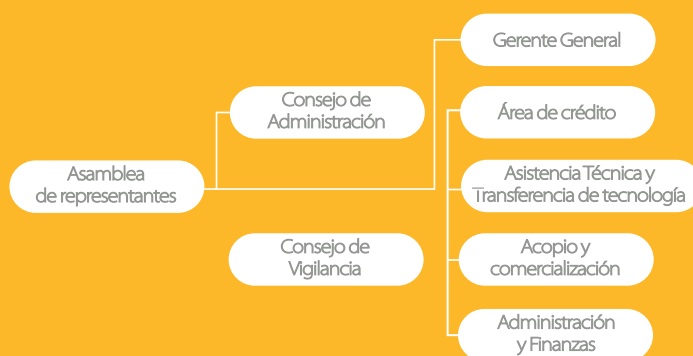 Gerente General
Consejo de
Administración
Área de crédito
Asamblea
de representantes
Asistencia Técnica y
Transferencia de tecnología
Consejo de
Vigilancia
Acopio y
comercialización
Administración
y Finanzas